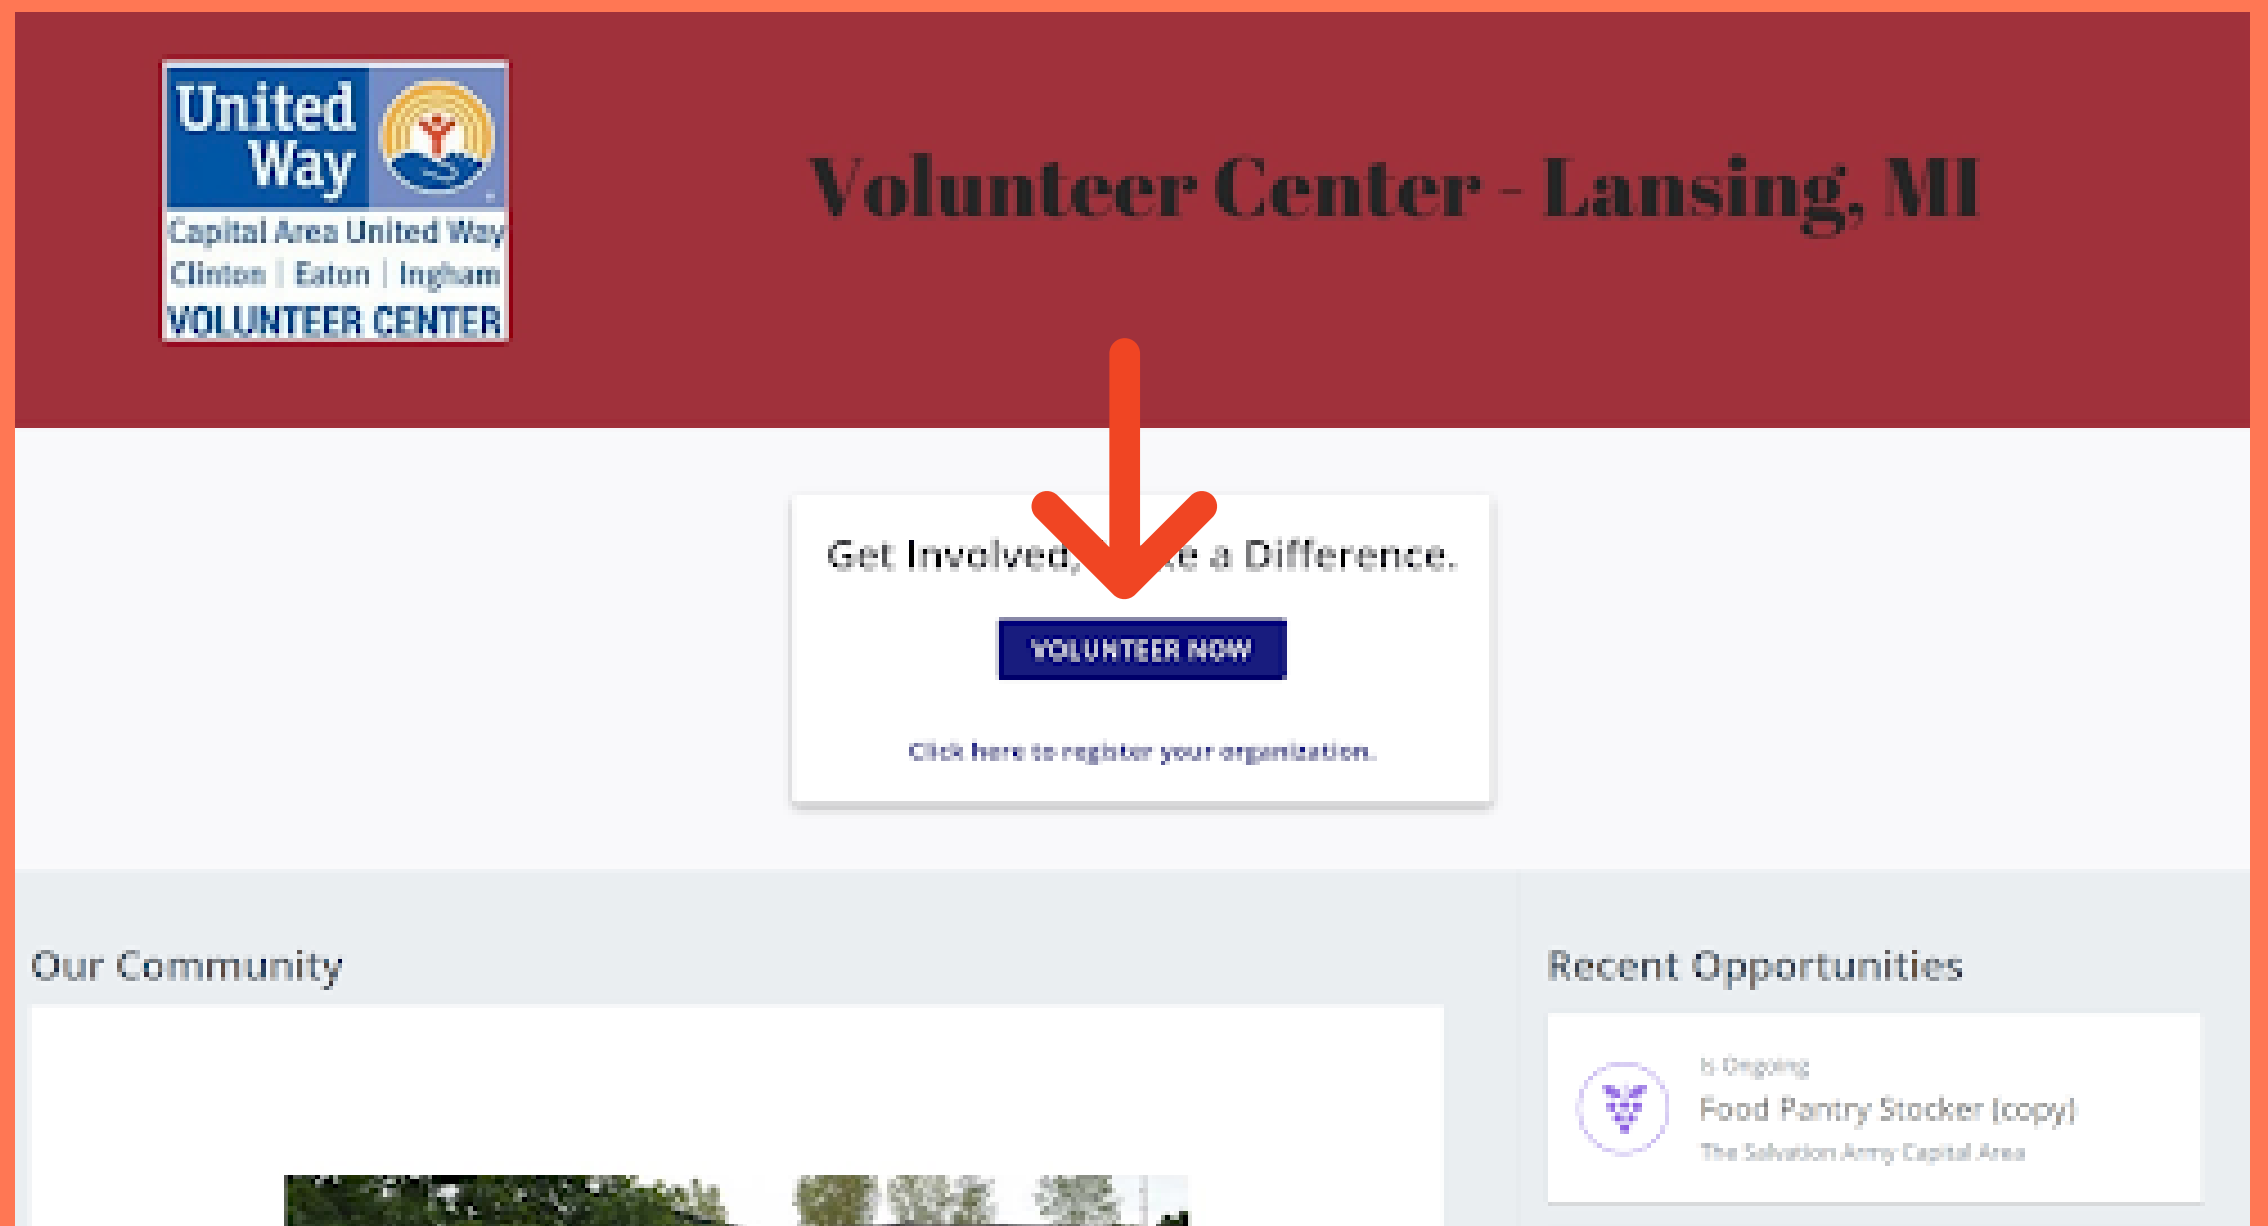 United
Way
Capital Area United Way
Clinton | Eaton | Ingham
VOLUNTEER CENTER
Volunteer Center - Lansing, MI
Get Involved, a Difference.
VOLUNTEER NOW
Click here to register your organization.
Our Community
Recent Opportunities
Is Ongoing
Food Pantry Stocker (copy)
The Salvation Army Capital Area